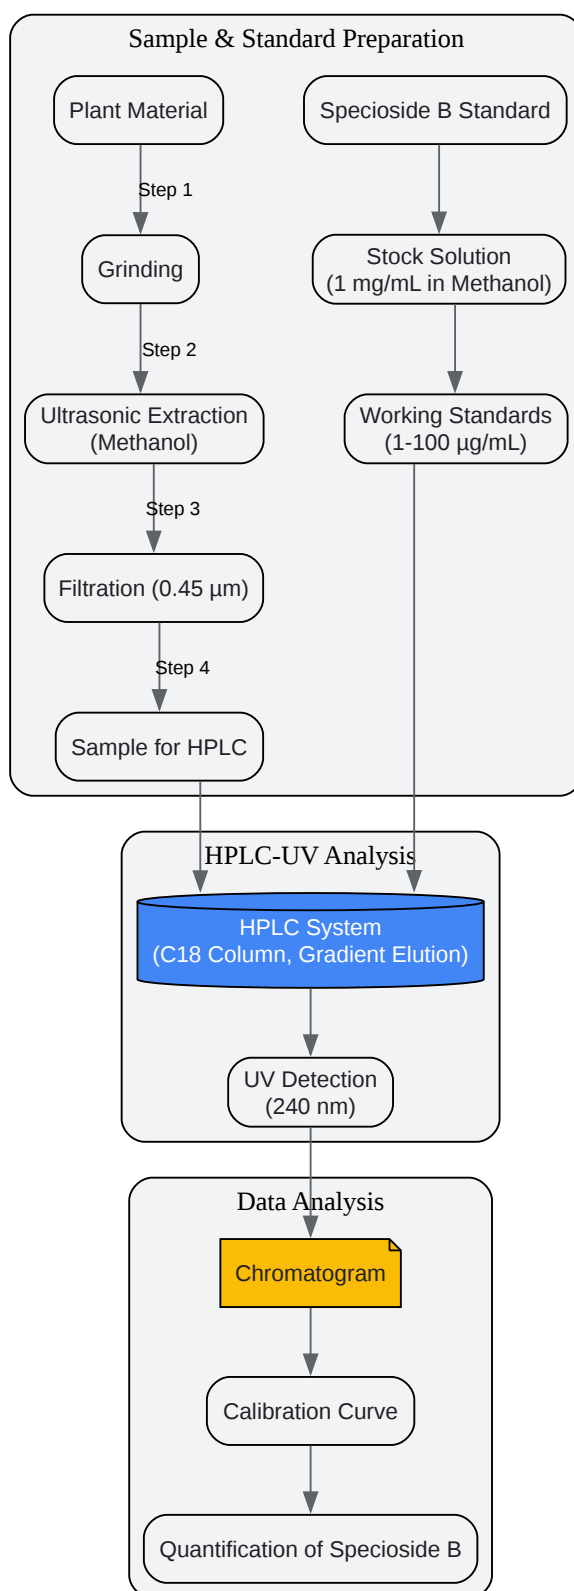 Sample & Standard Preparation
Plant Material
Specioside B Standard
Step 1
Grinding
Stock Solution
(1 mg/mL in Methanol)
Step 2
Ultrasonic Extraction
(Methanol)
Working Standards
(1-100 µg/mL)
Step 3
Filtration (0.45 µm)
Step 4
Sample for HPLC
HPLC-UV Analysis
HPLC System
(C18 Column, Gradient Elution)
UV Detection
(240 nm)
Data Analysis
Chromatogram
Calibration Curve
Quantification of Specioside B